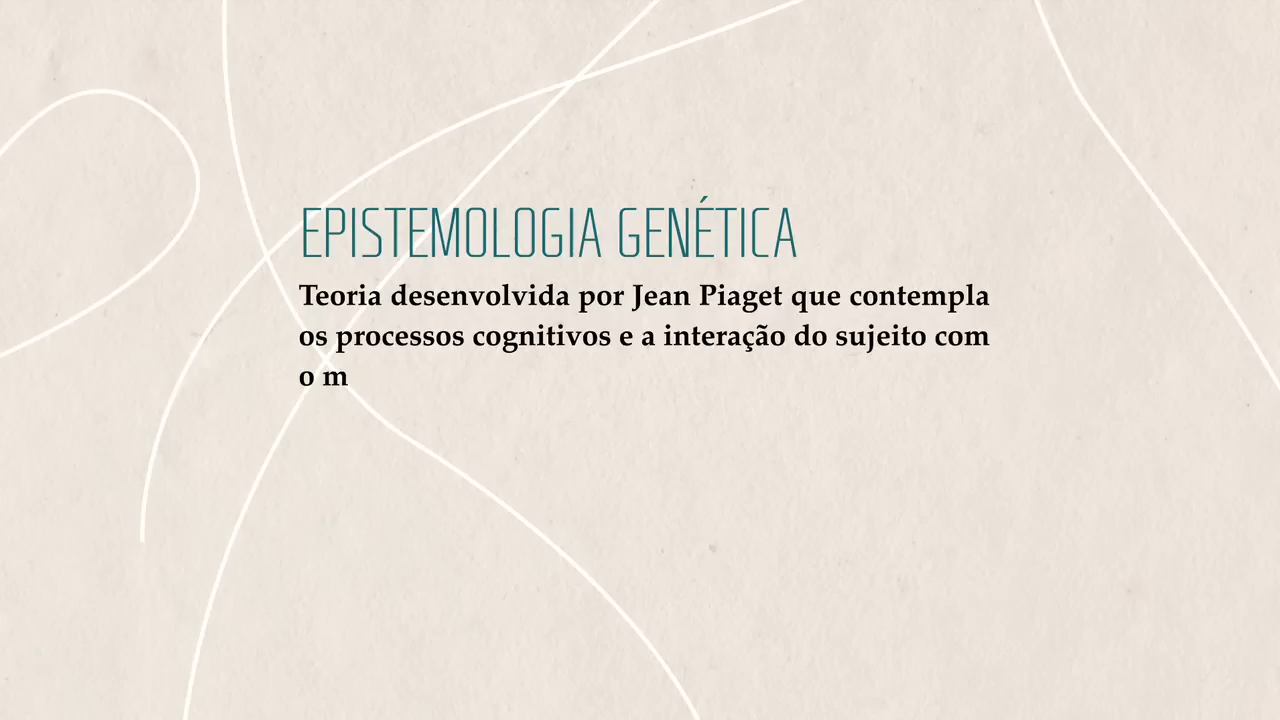 EPISTEMOLOGIA GENÉTICA
Teoria desenvolvida por Jean Piaget que contempla
os processos cognitivos e a interação do sujeito com
o m